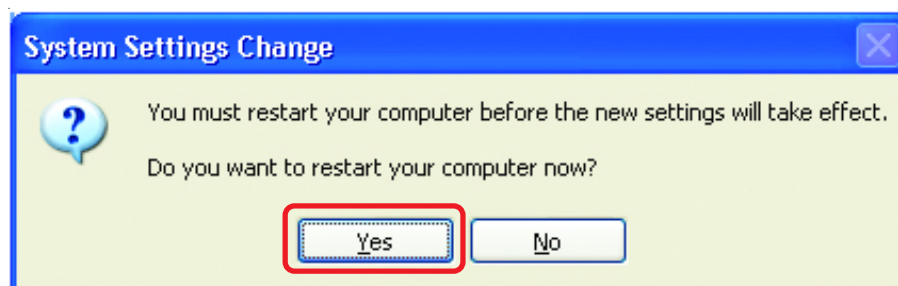 System Settings Change
You must restart your computer before the new settings will take effect.
Do you want to restart your computer now?
Yes No